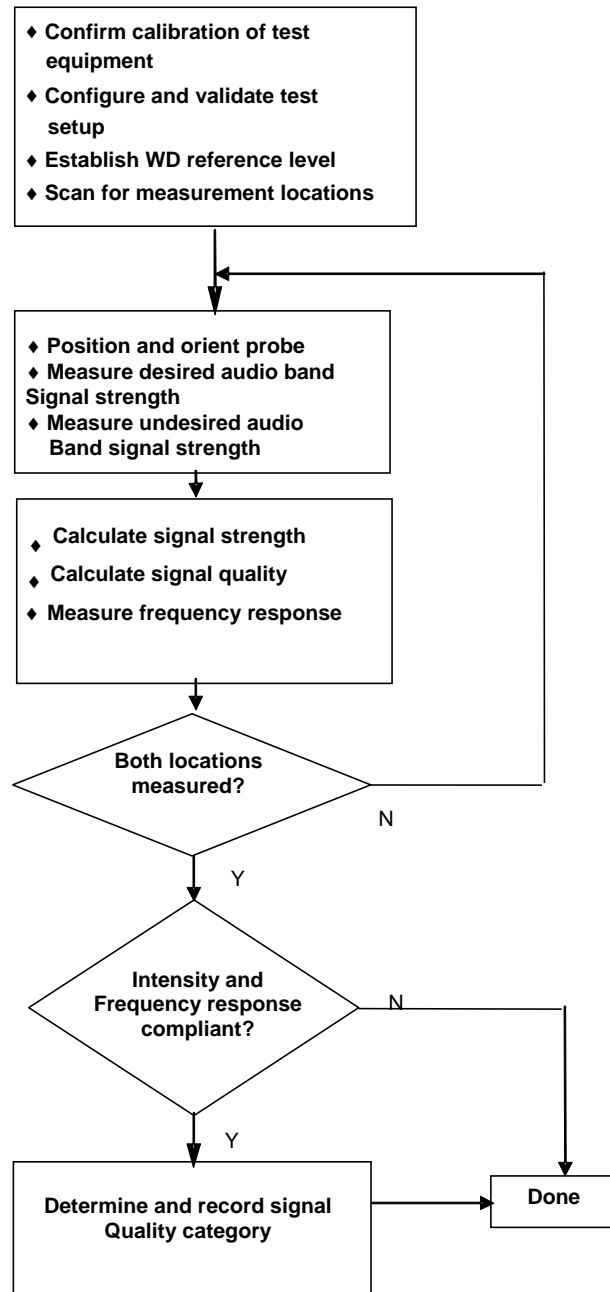 ♦ Confirm calibration of test
equipment
♦ Configure and validate test
setup
♦ Establish WD reference level
♦ Scan for measurement locations
♦ Position and orient probe
♦ Measure desired audio band
Signal strength
♦ Measure undesired audio
Band signal strength
♦ Calculate signal strength
♦ Calculate signal quality
♦ Measure frequency response
Both locations
measured?
N
Y
Intensity and
Frequency response
compliant?
N
Y
Determine and record signal
Quality category
Done